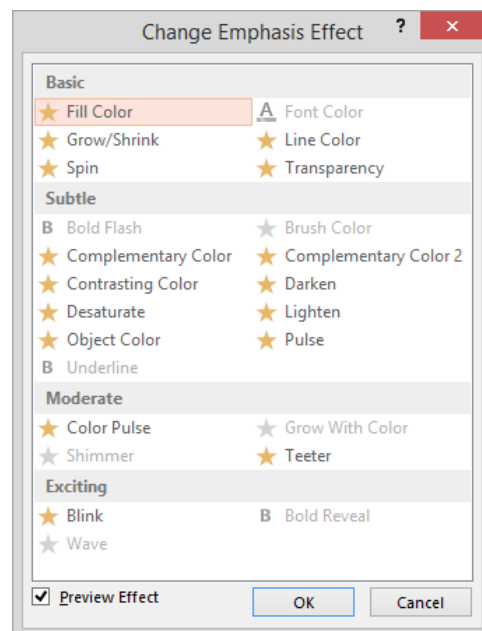 Change Emphasis Effect ? ×
Basic
Fill Color A Font Color
Grow/Shrink Line Color
Spin Transparency
Subtle
B Bold Flash Brush Color
Complementary Color Complementary Color 2
Contrasting Color Darken
Desaturate Lighten
Object Color Pulse
B Underline
Moderate
Color Pulse Grow With Color
Shimmer Teeter
Exciting
Blink B Bold Reveal
Wave
Preview Effect OK Cancel